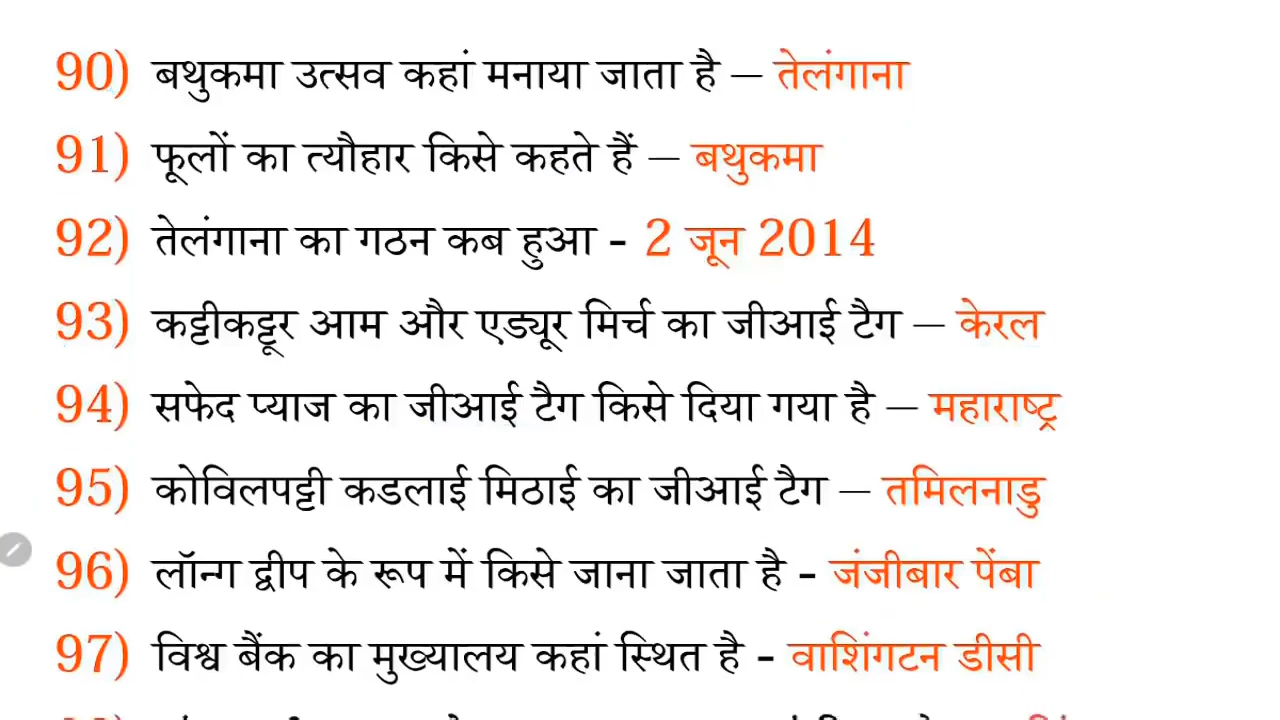 90) बथुकमा उत्सव कहां मनाया जाता है – तेलंगाना
91) फूलों का त्यौहार किसे कहते हैं – बथुकमा
92) तेलंगाना का गठन कब हुआ - 2 जून 2014
93) कट्टीकट्टूर आम और एड्यूर मिर्च का जीआई टैग – केरल
94) सफेद प्याज का जीआई टैग किसे दिया गया है – महाराष्ट्र
95) कोविलपट्टी कडलाई मिठाई का जीआई टैग – तमिलनाडु
96) लॉन्ग द्वीप के रूप में किसे जाना जाता है - जंजीबार पेंबा
97) विश्व बैंक का मुख्यालय कहां स्थित है - वाशिंगटन डीसी